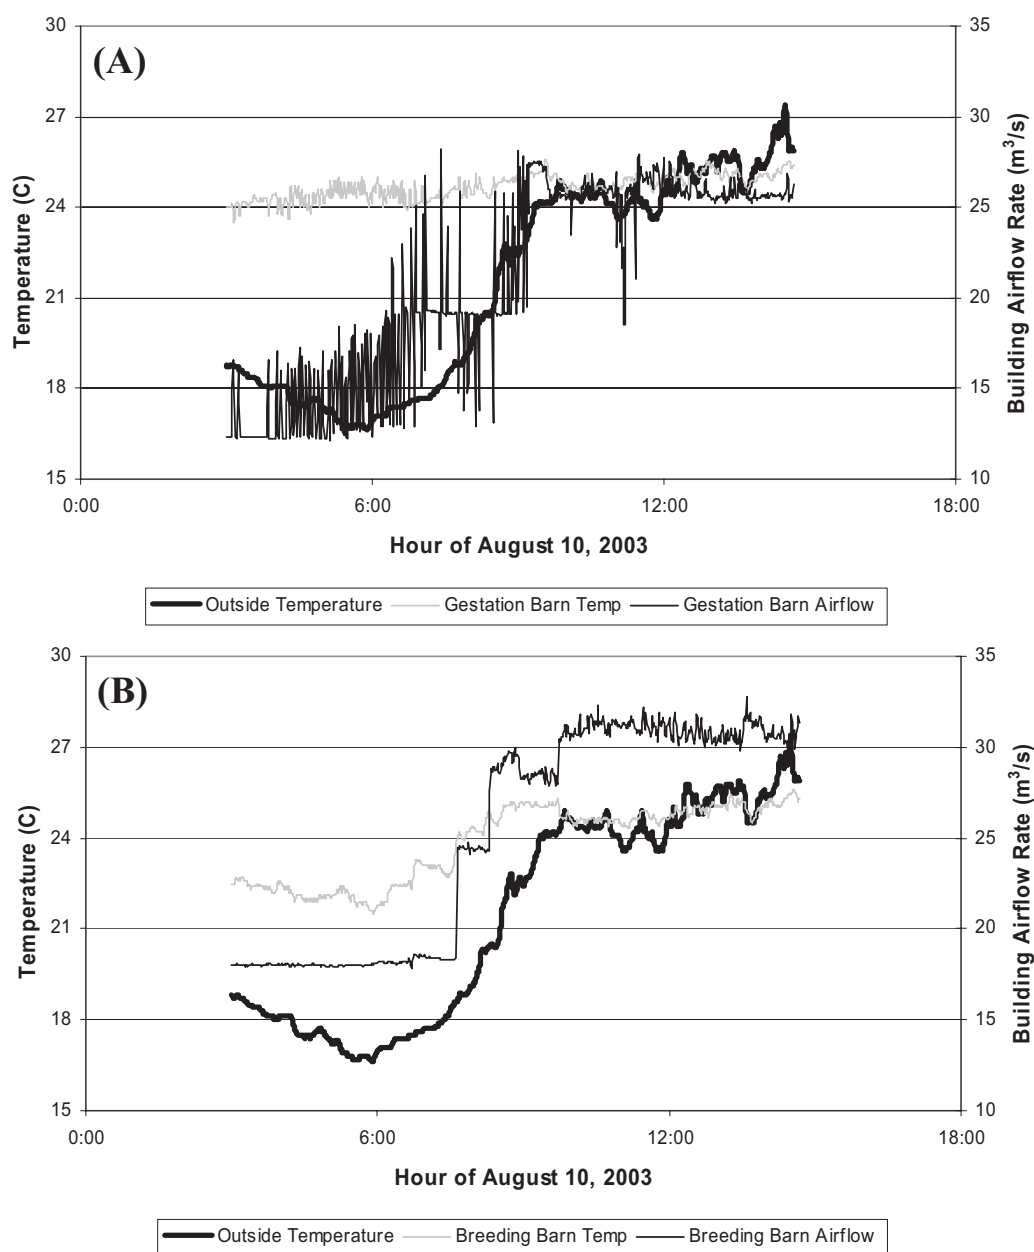 (A)
30
27
24
21
18
15
35
30
25
20
15
10
Temperature (C)
Building Airflow Rate (m³/s)
0:00 6:00 12:00 18:00
Hour of August 10, 2003
Outside Temperature Gestation Barn Temp Gestation Barn Airflow
(B)
30
27
24
21
18
15
35
30
25
20
15
10
Temperature (C)
Building Airflow Rate (m³/s)
0:00 6:00 12:00 18:00
Hour of August 10, 2003
Outside Temperature Breeding Barn Temp Breeding Barn Airflow